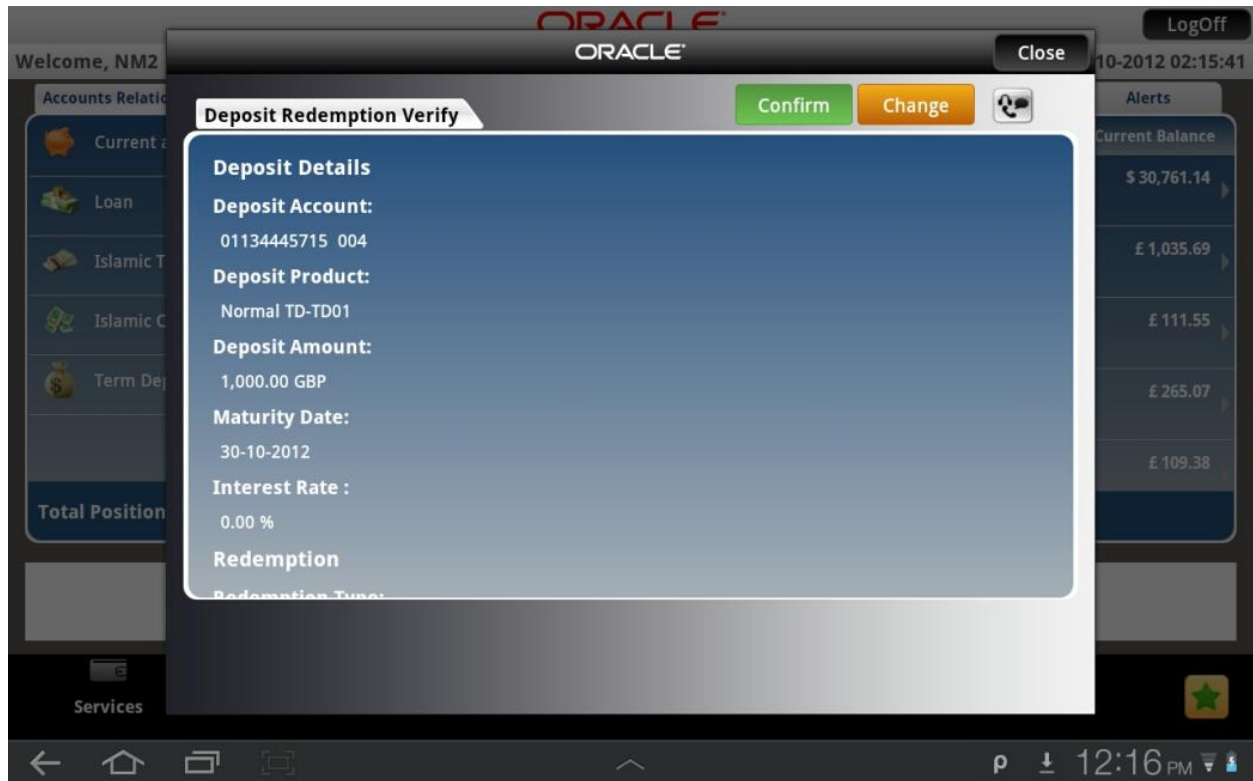 ORACLE
LogOff
ORACLE
Close
Welcome, NM2
10-2012 02:15:41
Accounts Relatio
Alerts
Deposit Redemption Verify
Confirm
Change
Current a
Current Balance
Deposit Details
$ 30,761.14
Loan
Deposit Account:
01134445715 004
£ 1,035.69
Islamic T
Deposit Product:
Normal TD-TD01
Islamic C
£ 111.55
Deposit Amount:
1,000.00 GBP
Term Dep
£ 265.07
Maturity Date:
30-10-2012
£ 109.38
Interest Rate :
Total Position
0.00 %
Redemption
Redemption Type:
Services
12:16 PM